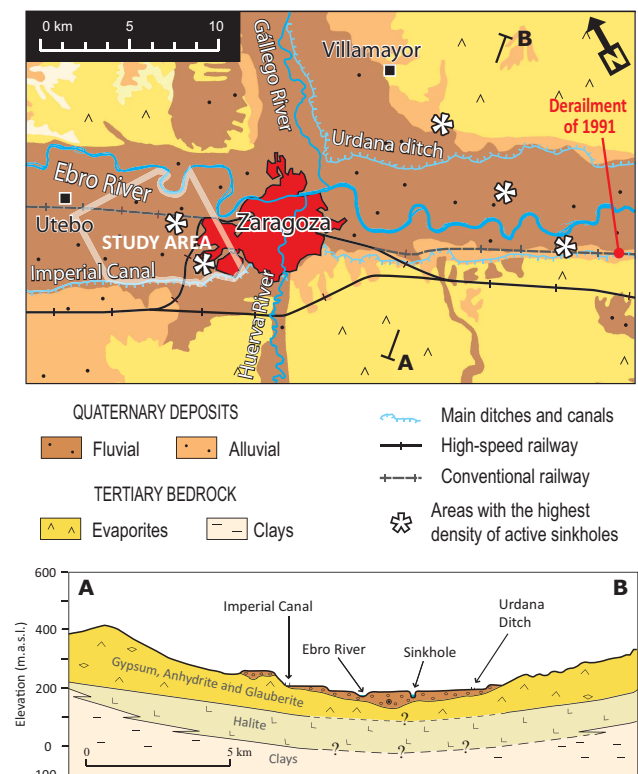 0 km 5 10
Gállego River
Villamayor
B
N
Derailment
of 1991
Urdana ditch
Ebro River
Utebo
Zaragoza
STUDY AREA
Imperial Canal
Huerva River
A
QUATERNARY DEPOSITS
Fluvial
Alluvial
TERTIARY BEDROCK
Evaporites
Clays
Main ditches and canals
High-speed railway
Conventional railway
Areas with the highest
density of active sinkholes
Elevation (m.a.s.l.)
600
400
200
0
-100
A
B
Imperial Canal
Ebro River
Sinkhole
Urdana
Ditch
Gypsum, Anhydrite and Glauberite
?
Halite
? ? ?
Clays
0 5 km